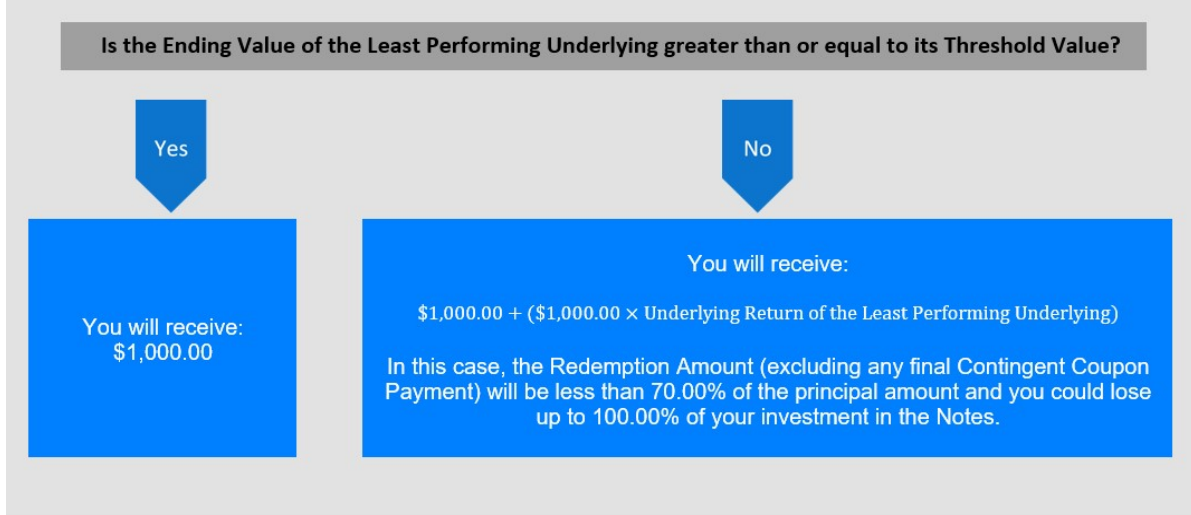 Is the Ending Value of the Least Performing Underlying greater than or equal to its Threshold Value?
Yes
No
You will receive:
$1,000.00
You will receive:
$1,000.00 + ($1,000.00 × Underlying Return of the Least Performing Underlying)
In this case, the Redemption Amount (excluding any final Contingent Coupon
Payment) will be less than 70.00% of the principal amount and you could lose
up to 100.00% of your investment in the Notes.